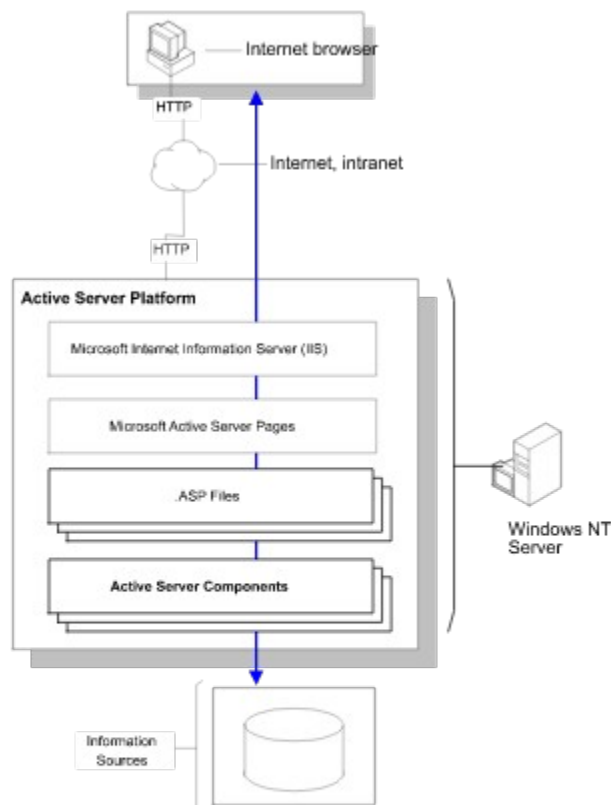 Internet browser
HTTP
Internet, intranet
HTTP
Active Server Platform
Microsoft Internet Information Server (IIS)
Microsoft Active Server Pages
.ASP Files
Active Server Components
Windows NT
Server
Information
Sources